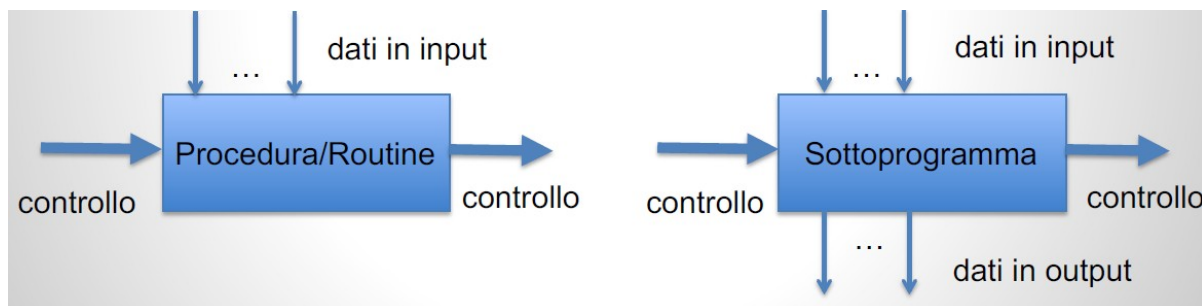 dati in input
…
Procedura/Routine
controllo
controllo
dati in input
…
Sottoprogramma
controllo
controllo
…
dati in output